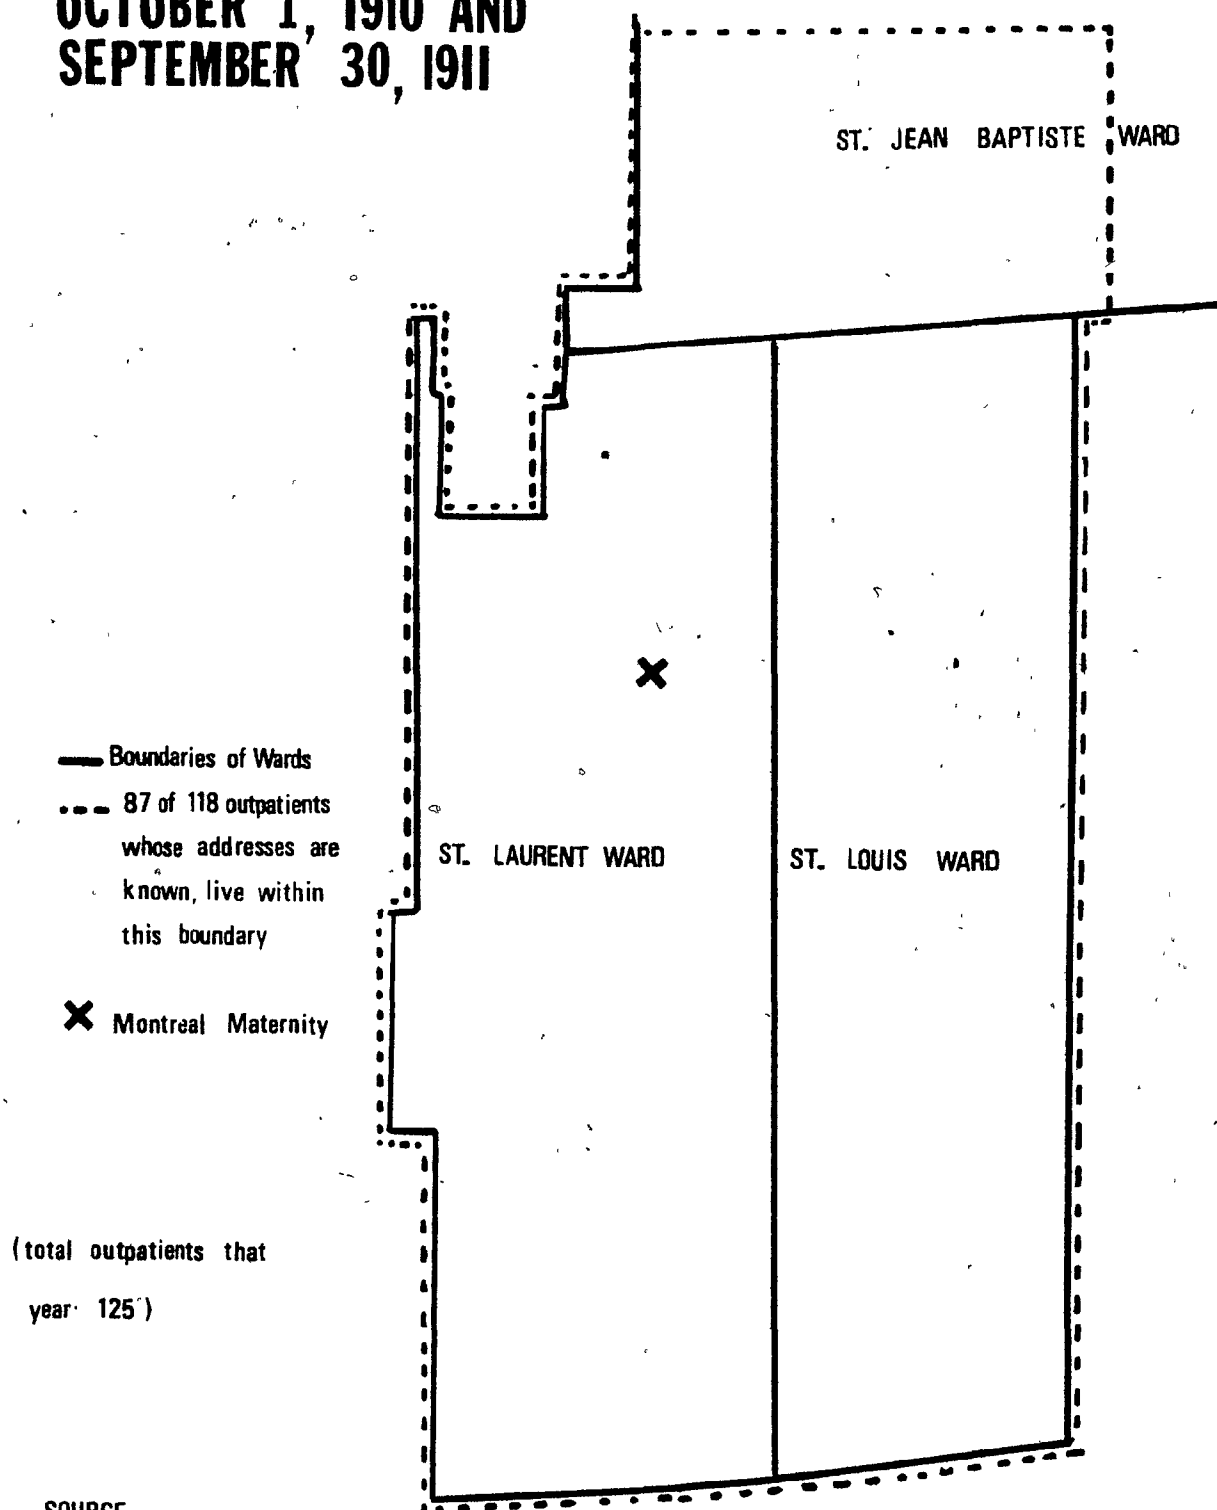 OCTOBER 1, 1910 AND
SEPTEMBER 30, 1911
ST. JEAN BAPTISTE WARD
Boundaries of Wards
87 of 118 outpatients
whose addresses are
known, live within
this boundary
ST. LAURENT WARD
ST. LOUIS WARD
Montreal Maternity
(total outpatients that
year 125)
SOURCE